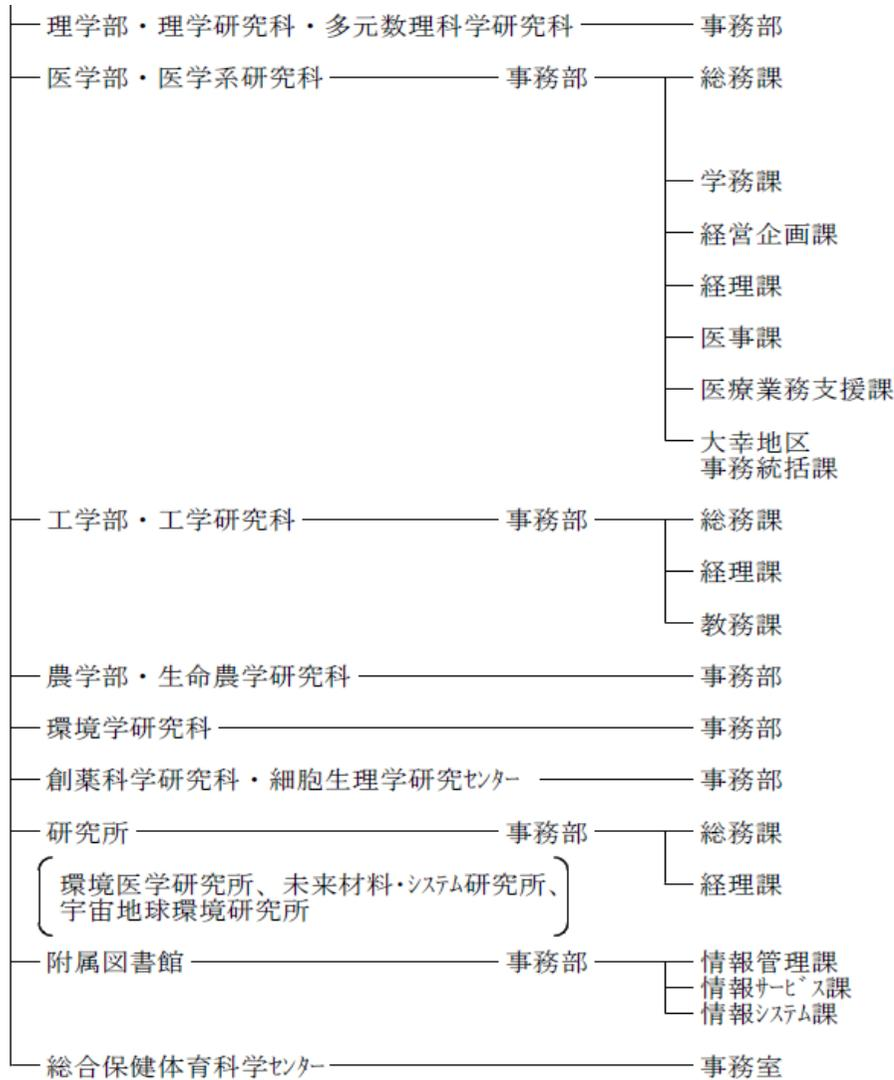 理学部・理学研究科・多元数理科学研究科 事務部
医学部・医学系研究科 事務部 総務課
学務課
経営企画課
経理課
医事課
医療業務支援課
大幸地区
事務統括課
工学部・工学研究科 事務部 総務課
経理課
教務課
農学部・生命農学研究科 事務部
環境学研究科 事務部
創薬科学研究科・細胞生理学研究ｾﾝﾀｰ 事務部
研究所 事務部 総務課
経理課
環境医学研究所、未来材料・ｼｽﾃﾑ研究所、
宇宙地球環境研究所
附属図書館 事務部 情報管理課
情報ｻｰﾋﾞｽ課
情報ｼｽﾃﾑ課
総合保健体育科学ｾﾝﾀｰ 事務室